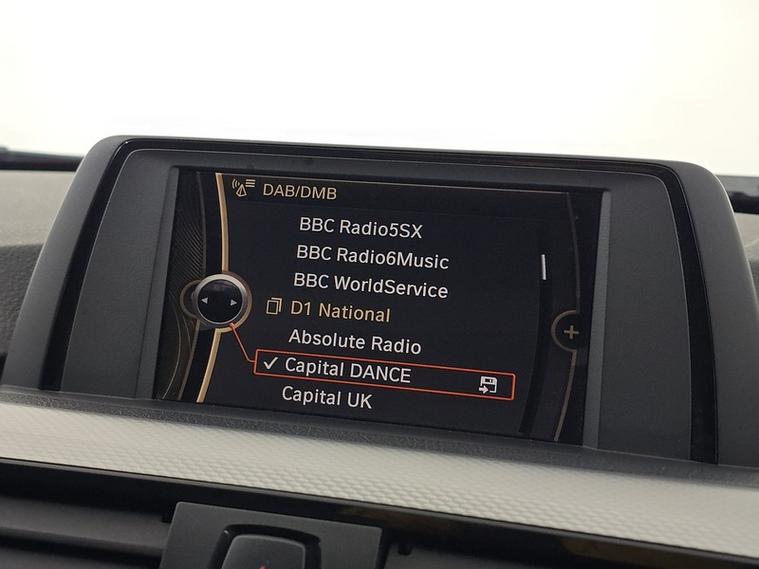 DAB/DMB
BBC Radio5SX
BBC Radio6Music
BBC WorldService
D1 National
Absolute Radio
Capital DANCE
Capital UK